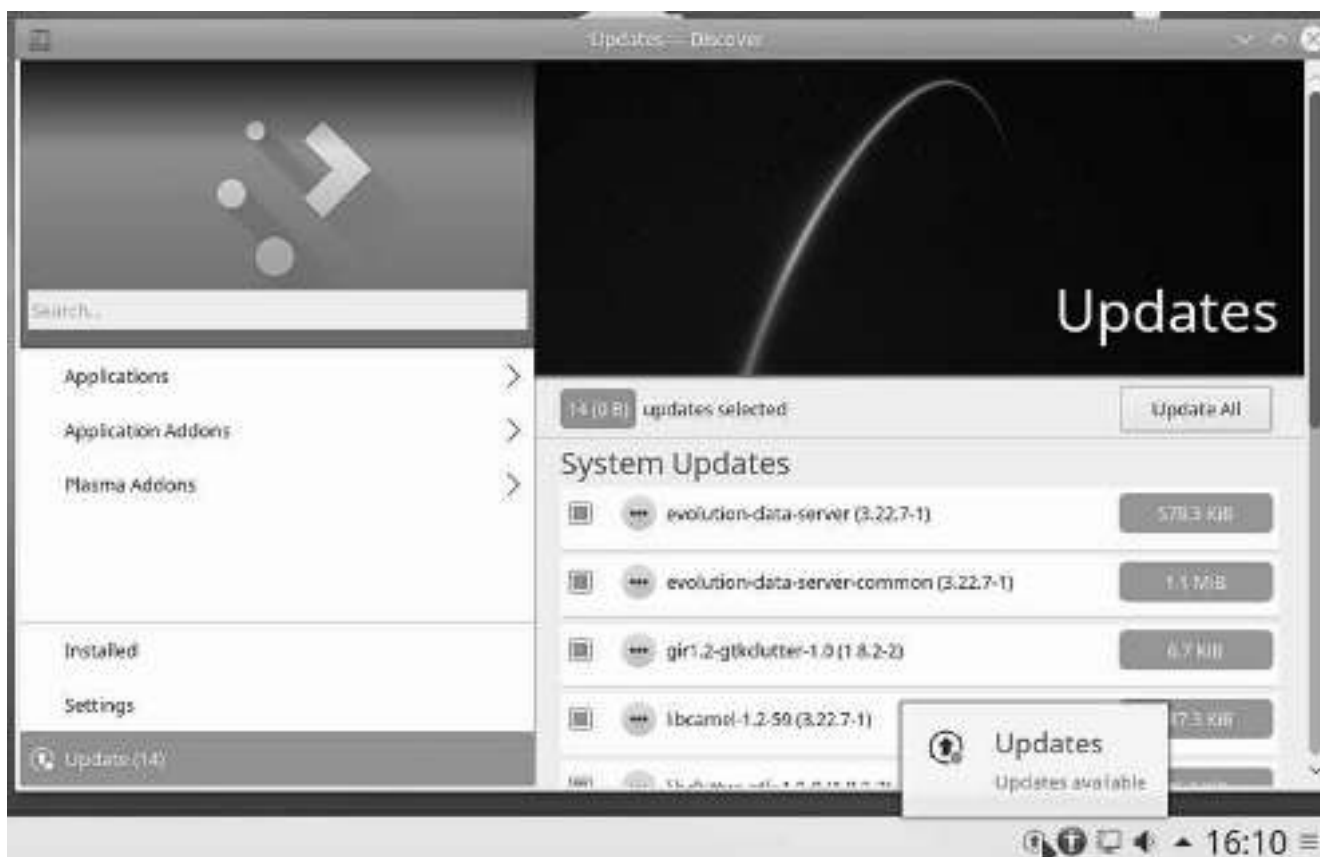 Updates — Discover
Search...
Applications
Application Addons
Plasma Addons
Installed
Settings
Update (14)
Updates
14 (0 B) updates selected
Update All
System Updates
evolution-data-server (3.22.7-1)
578.3 KiB
evolution-data-server-common (3.22.7-1)
1.1 MiB
gir1.2-gtkclutter-1.0 (1.8.2-2)
6.7 KiB
libcamel-1.2-59 (3.22.7-1)
Updates
Updates available
16:10